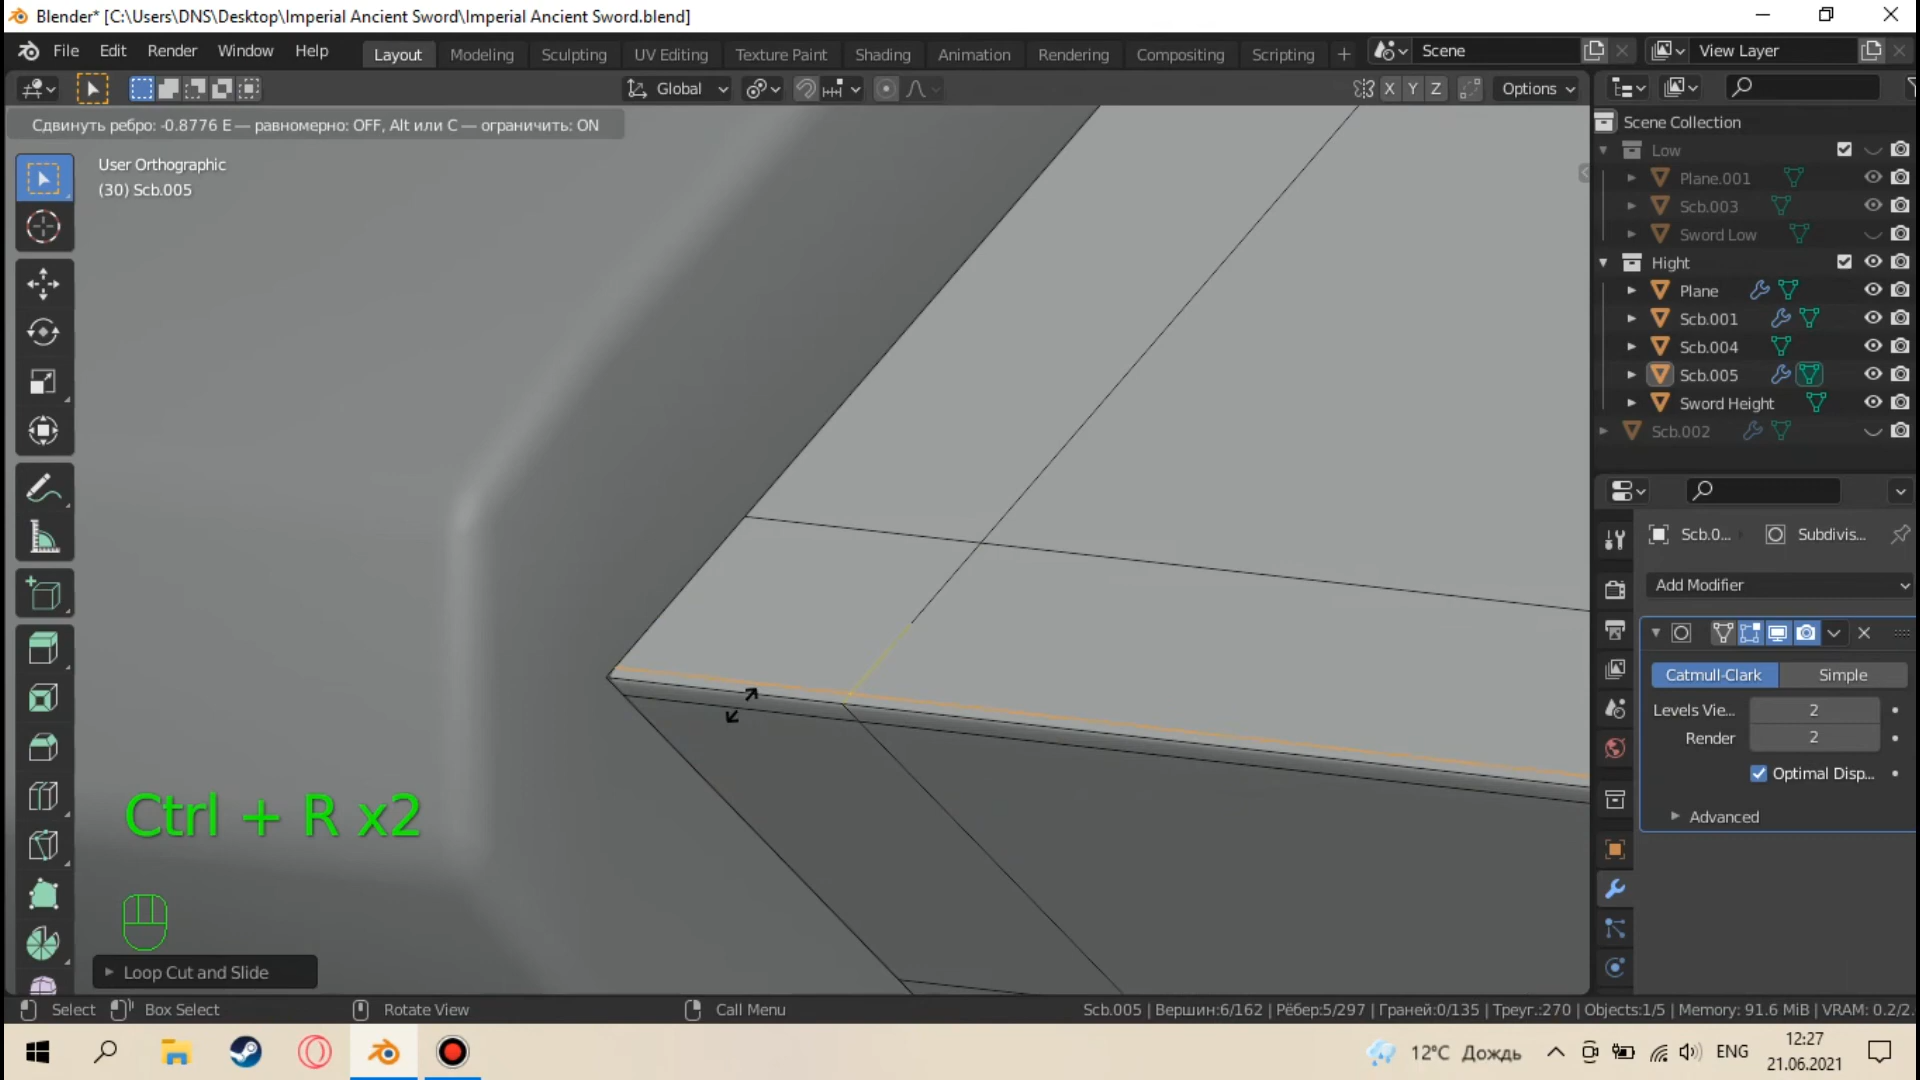 Blender* [C:\Users\DNS\Desktop\Imperial Ancient Sword\Imperial Ancient Sword.blend]
File Edit Render Window Help Layout Modeling Sculpting UV Editing Texture Paint Shading Animation Rendering Compositing Scripting + Scene View Layer
Global X Y Z Options
Сдвинуть ребро: -0.8776 E — равномерно: OFF, Alt или C — ограничить: ON
User Orthographic
(30) Scb.005
Scene Collection
Low
Plane.001
Scb.003
Sword Low
Hight
Plane
Scb.001
Scb.004
Scb.005
Sword Height
Scb.002
Scb.0... Subdivis...
Add Modifier
Catmull-Clark Simple
Levels Vie... 2
Render 2
Optimal Disp...
Advanced
Ctrl + R x2
Loop Cut and Slide
Select Box Select Rotate View Call Menu Scb.005 | Вершин:6/162 | Рёбер:5/297 | Граней:0/135 | Треуг.:270 | Objects:1/5 | Memory: 91.6 MiB | VRAM: 0.2/2.
12°C Дождь ENG
12:27
21.06.2021